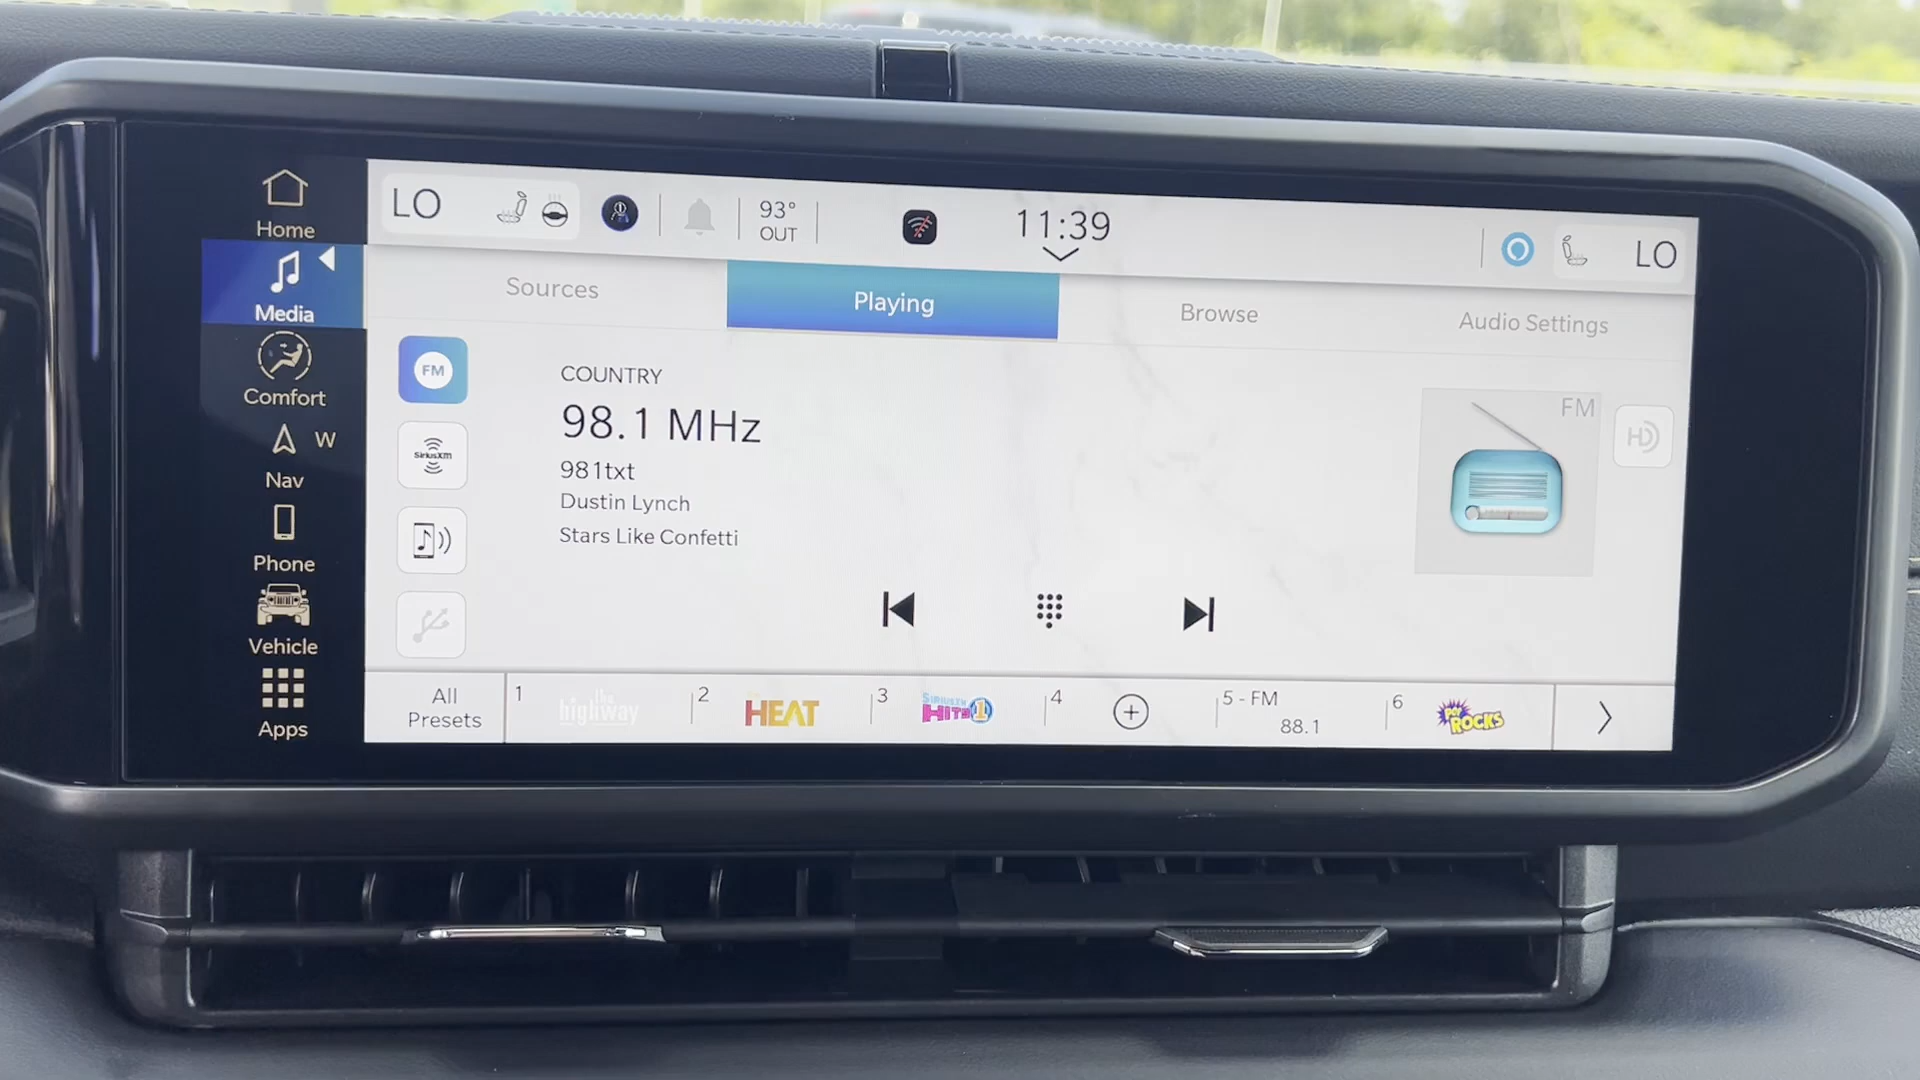 Home
Media
Comfort
W
Nav
Phone
Vehicle
Apps
LO
93°
OUT
11:39
LO
Sources
Playing
Browse
Audio Settings
FM
SiriusXM
COUNTRY
98.1 MHz
981txt
Dustin Lynch
Stars Like Confetti
FM
HD
All
Presets
1
the
highway
2
HEAT
3
SIRIUSXM
HITS 1
4
5 - FM
88.1
6
POP
ROCKS